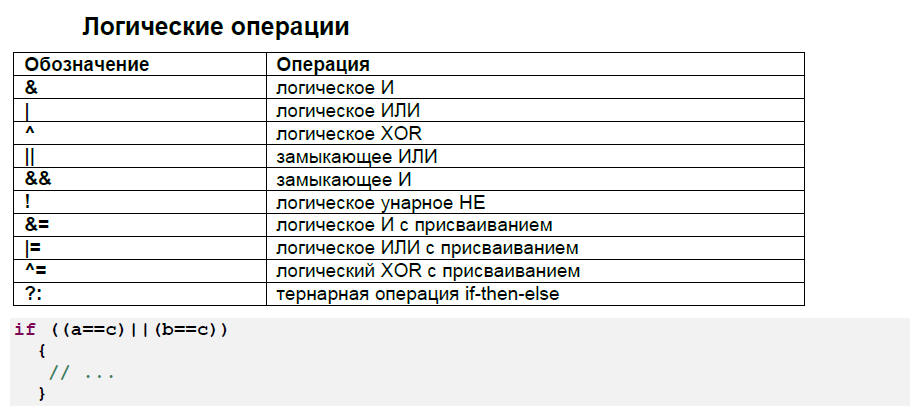 Логические операции
Обозначение Операция
& логическое И
| логическое ИЛИ
^ логическое XOR
|| замыкающее ИЛИ
&& замыкающее И
! логическое унарное НЕ
&= логическое И с присваиванием
|= логическое ИЛИ с присваиванием
^= логический XOR с присваиванием
?: тернарная операция if-then-else
if ((a==c)||(b==c))
{
// ...
}